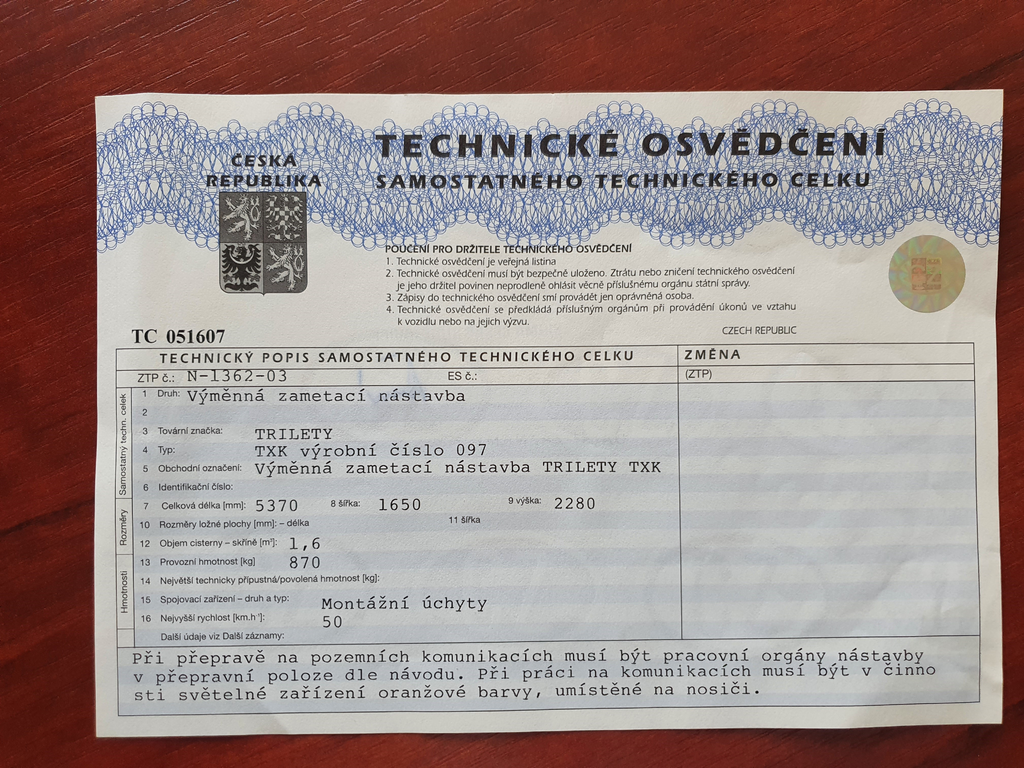 ČESKÁ
REPUBLIKA
TECHNICKÉ OSVĚDČENÍ
SAMOSTATNÉHO TECHNICKÉHO CELKU
POUČENÍ PRO DRŽITELE TECHNICKÉHO OSVĚDČENÍ
1. Technické osvědčení je veřejná listina
2. Technické osvědčení musí být bezpečně uloženo. Ztrátu nebo zničení technického osvědčení
je jeho držitel povinen neprodleně ohlásit věcně příslušnému orgánu státní správy.
3. Zápisy do technického osvědčení smí provádět jen oprávněná osoba.
4. Technické osvědčení se předkládá příslušným orgánům při provádění úkonů ve vztahu
k vozidlu nebo na jejich výzvu.
TC 051607
CZECH REPUBLIC
TECHNICKÝ POPIS SAMOSTATNÉHO TECHNICKÉHO CELKU
ZMĚNA
ZTP č.: N-1362-03 ES č.:
(ZTP)
Samostatný techn. celek
1 Druh: Výměnná zametací nástavba
2
3 Tovární značka: TRILETY
4 Typ: TXK výrobní číslo 097
5 Obchodní označení: Výměnná zametací nástavba TRILETY TXK
6 Identifikační číslo:
Rozměry
7 Celková délka [mm]: 5370 8 šířka: 1650 9 výška: 2280
10 Rozměry ložné plochy [mm]: – délka 11 šířka
12 Objem cisterny – skříně [m³]: 1,6
Hmotnosti
13 Provozní hmotnost [kg] 870
14 Největší technicky přípustná/povolená hmotnost [kg]:
15 Spojovací zařízení – druh a typ: Montážní úchyty
16 Nejvyšší rychlost [km.h⁻¹]: 50
Další údaje viz Další záznamy:
Při přepravě na pozemních komunikacích musí být pracovní orgány nástavby
v přepravní poloze dle návodu. Při práci na komunikacích musí být v činno
sti světelné zařízení oranžové barvy, umístěné na nosiči.